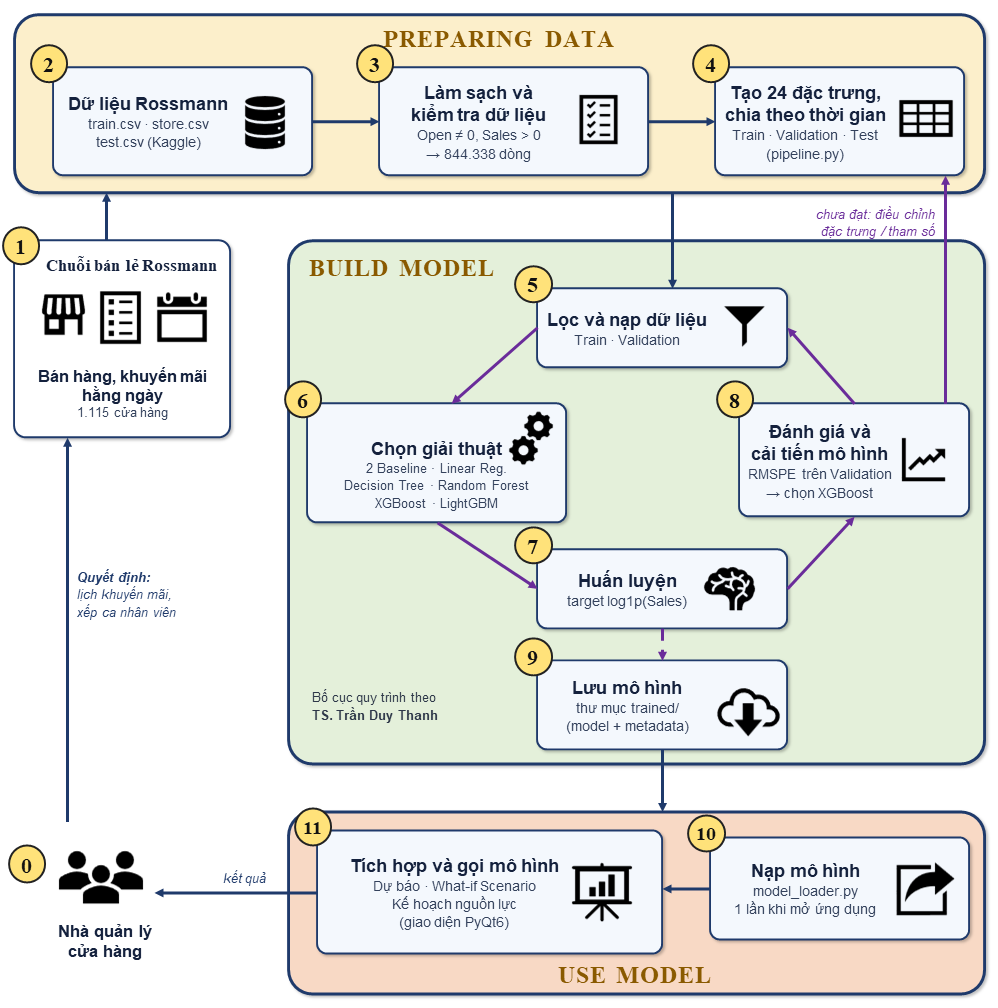 PREPARING DATA
2
Dữ liệu Rossmann
train.csv · store.csv
test.csv (Kaggle)
3
Làm sạch và
kiểm tra dữ liệu
Open ≠ 0, Sales > 0
→ 844.338 dòng
4
Tạo 24 đặc trưng,
chia theo thời gian
Train · Validation · Test
(pipeline.py)
chưa đạt: điều chỉnh
đặc trưng / tham số
1
Chuỗi bán lẻ Rossmann
Bán hàng, khuyến mãi
hằng ngày
1.115 cửa hàng
BUILD MODEL
5
Lọc và nạp dữ liệu
Train · Validation
6
Chọn giải thuật
2 Baseline · Linear Reg.
Decision Tree · Random Forest
XGBoost · LightGBM
8
Đánh giá và
cải tiến mô hình
RMSPE trên Validation
→ chọn XGBoost
7
Huấn luyện
target log1p(Sales)
9
Lưu mô hình
thư mục trained/
(model + metadata)
Bố cục quy trình theo
TS. Trần Duy Thanh
Quyết định:
lịch khuyến mãi,
xếp ca nhân viên
11
Tích hợp và gọi mô hình
Dự báo · What-if Scenario
Kế hoạch nguồn lực
(giao diện PyQt6)
10
Nạp mô hình
model_loader.py
1 lần khi mở ứng dụng
USE MODEL
kết quả
0
Nhà quản lý
cửa hàng